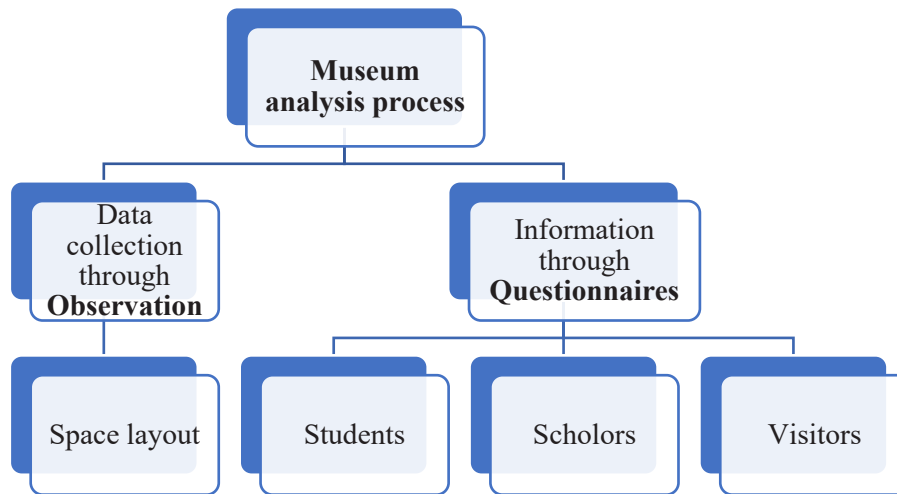 Museum
analysis process
Data
collection
through
Observation
Information
through
Questionnaires
Space layout
Students
Scholors
Visitors